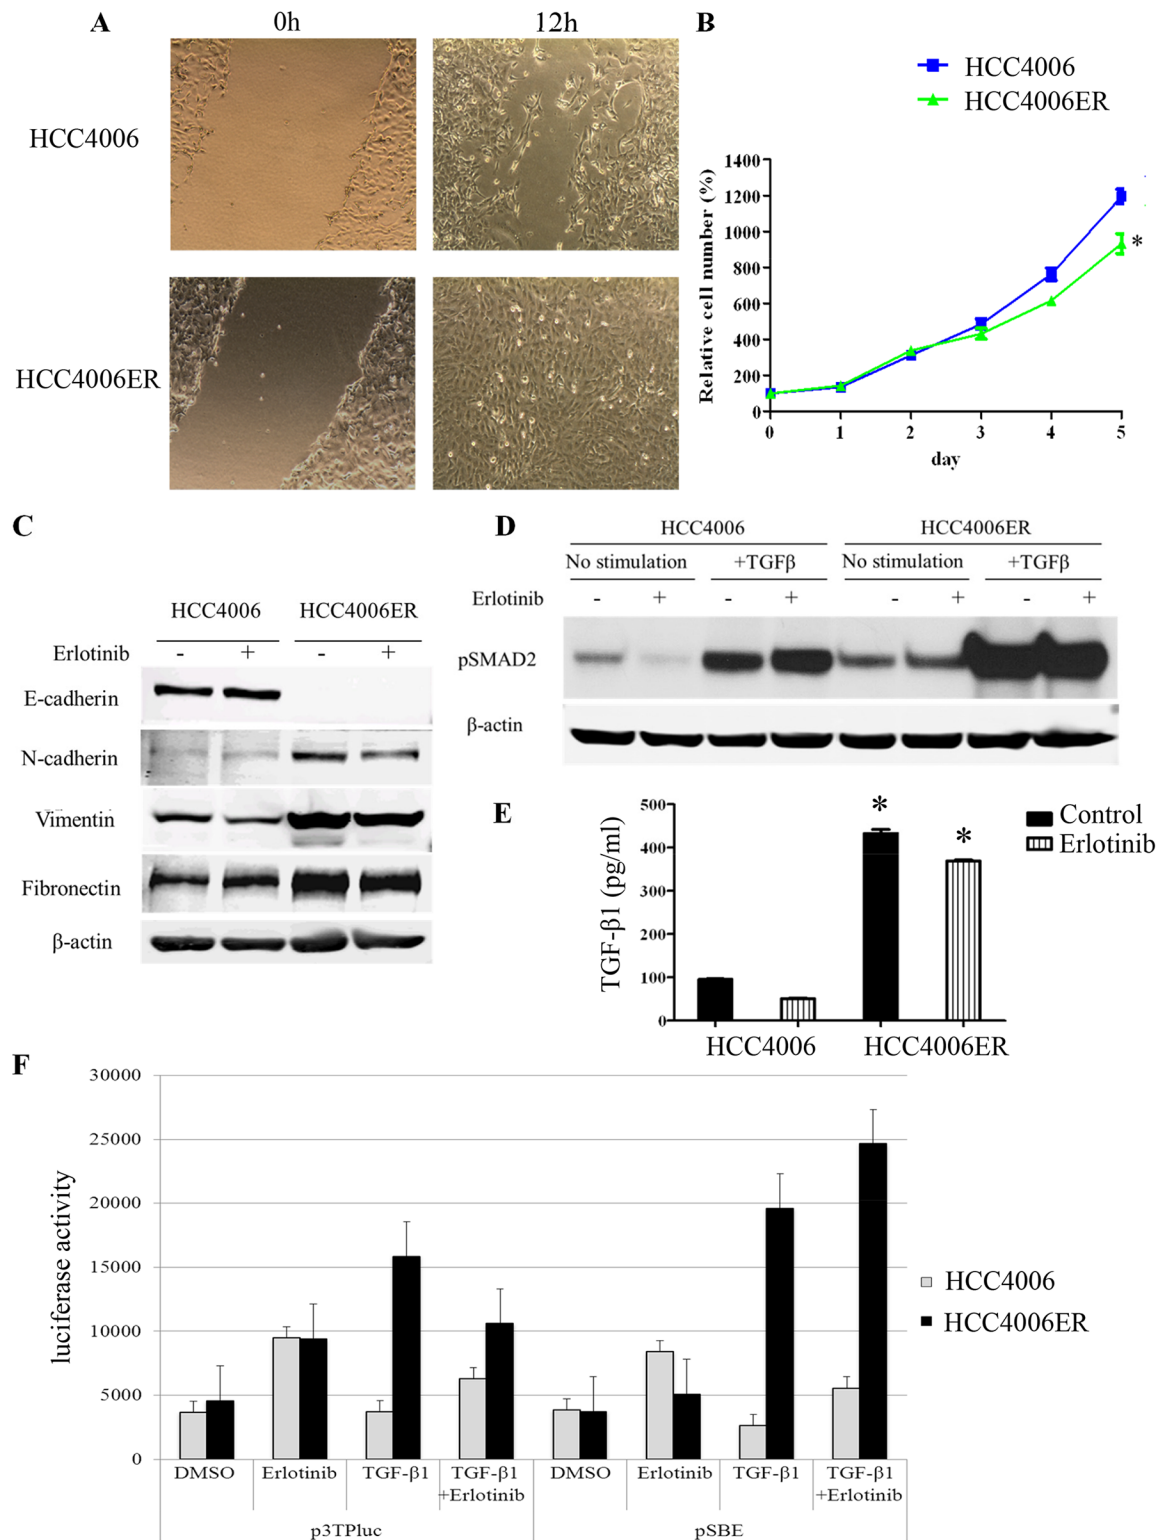 A
0h
12h
HCC4006
HCC4006ER
B
HCC4006
HCC4006ER
Relative cell number (%)
1400
1200
1000
800
600
400
200
0
*
0 1 2 3 4 5
day
C
HCC4006 HCC4006ER
Erlotinib - + - +
E-cadherin
N-cadherin
Vimentin
Fibronectin
β-actin
D
HCC4006 HCC4006ER
No stimulation +TGFβ No stimulation +TGFβ
Erlotinib - + - + - + - +
pSMAD2
β-actin
E
TGF-β1 (pg/ml)
500
400
300
200
100
0
* *
Control
Erlotinib
HCC4006 HCC4006ER
F
luciferase activity
30000
25000
20000
15000
10000
5000
0
HCC4006
HCC4006ER
DMSO Erlotinib TGF-β1 TGF-β1 DMSO Erlotinib TGF-β1 TGF-β1
+Erlotinib +Erlotinib
p3TPluc pSBE